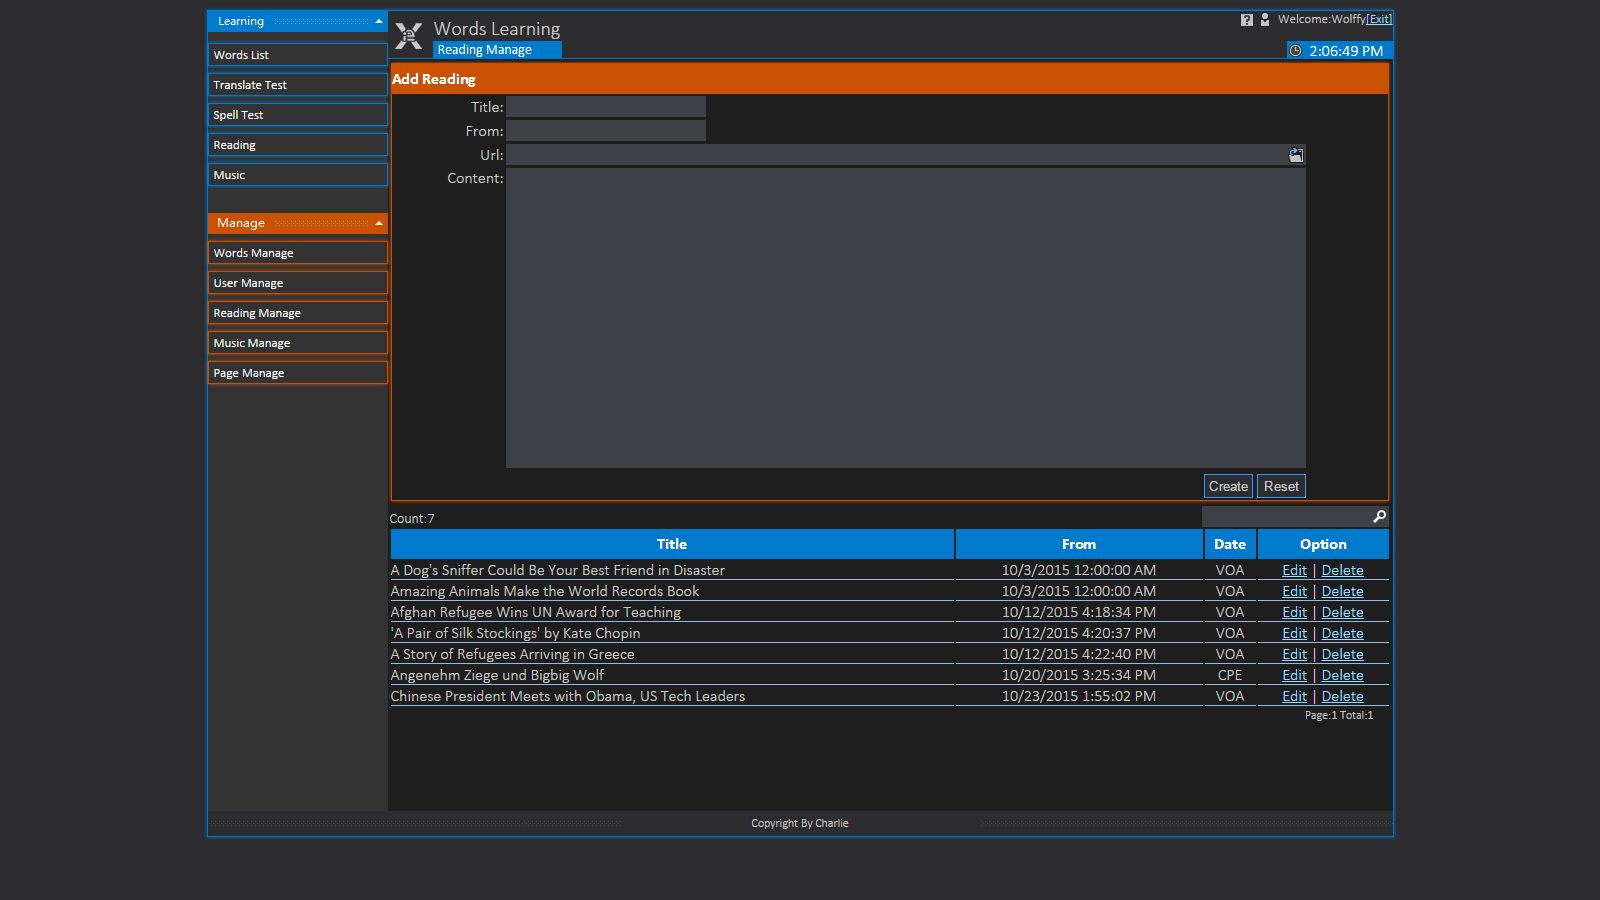 Learning
Words List
Translate Test
Spell Test
Reading
Music
Manage
Words Manage
User Manage
Reading Manage
Music Manage
Page Manage
Words Learning
Reading Manage
Welcome:Wolffy[Exit]
2:06:49 PM
Add Reading
Title:
From:
Url:
Content:
Create Reset
Count:7
Title From Date Option
A Dog's Sniffer Could Be Your Best Friend in Disaster 10/3/2015 12:00:00 AM VOA Edit | Delete
Amazing Animals Make the World Records Book 10/3/2015 12:00:00 AM VOA Edit | Delete
Afghan Refugee Wins UN Award for Teaching 10/12/2015 4:18:34 PM VOA Edit | Delete
'A Pair of Silk Stockings' by Kate Chopin 10/12/2015 4:20:37 PM VOA Edit | Delete
A Story of Refugees Arriving in Greece 10/12/2015 4:22:40 PM VOA Edit | Delete
Angenehm Ziege und Bigbig Wolf 10/20/2015 3:25:34 PM CPE Edit | Delete
Chinese President Meets with Obama, US Tech Leaders 10/23/2015 1:55:02 PM VOA Edit | Delete
Page:1 Total:1
Copyright By Charlie